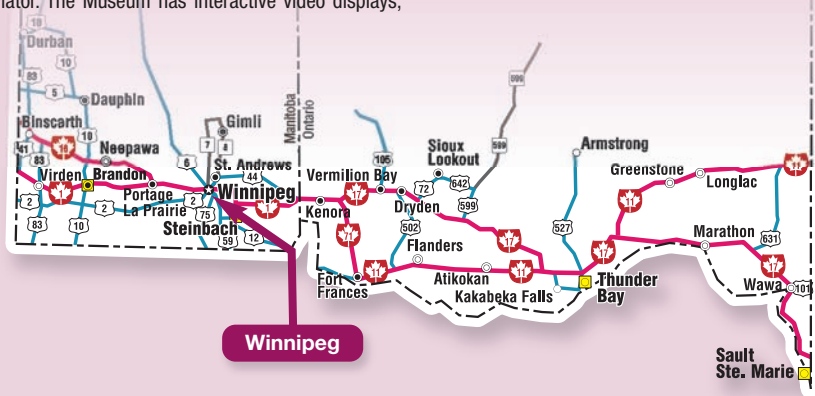 nator. The Museum has interactive video displays,
10
Durban
83
10
5
Dauphin
Binscarth
10
Gimli
7
8
Manitoba
Ontario
599
41
83
16
Neepawa
6
St. Andrews
44
105
Sioux
Lookout
599
Armstrong
Greenstone
Longlac
11
Virden
1
Brandon
Portage
La Prairie
2
Winnipeg
1
Vermilion Bay
17
Kenora
Dryden
72
642
599
11
2
2
83
10
75
Steinbach
59
12
71
502
Flanders
17
527
17
Marathon
631
17
Fort
Frances
11
Atikokan
11
Kakabeka Falls
Thunder
Bay
Wawa
101
Winnipeg
Sault
Ste. Marie